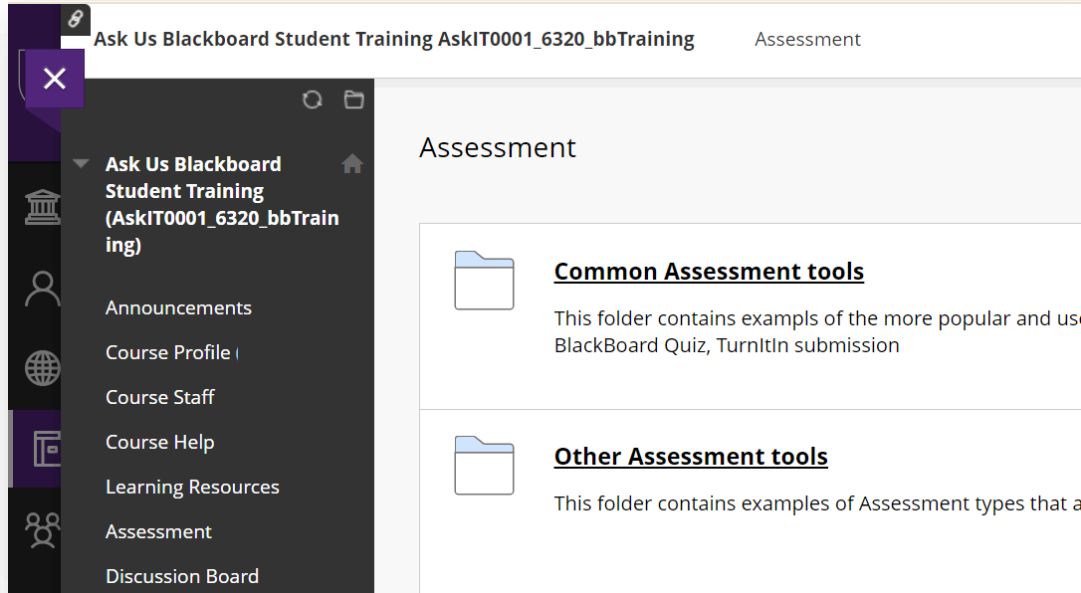 Ask Us Blackboard Student Training AskIT0001_6320_bbTraining Assessment
Ask Us Blackboard
Student Training
(AskIT0001_6320_bbTrain
ing)
Announcements
Course Profile
Course Staff
Course Help
Learning Resources
Assessment
Discussion Board
Assessment
Common Assessment tools
This folder contains exampls of the more popular and
BlackBoard Quiz, TurnItIn submission
Other Assessment tools
This folder contains examples of Assessment types that